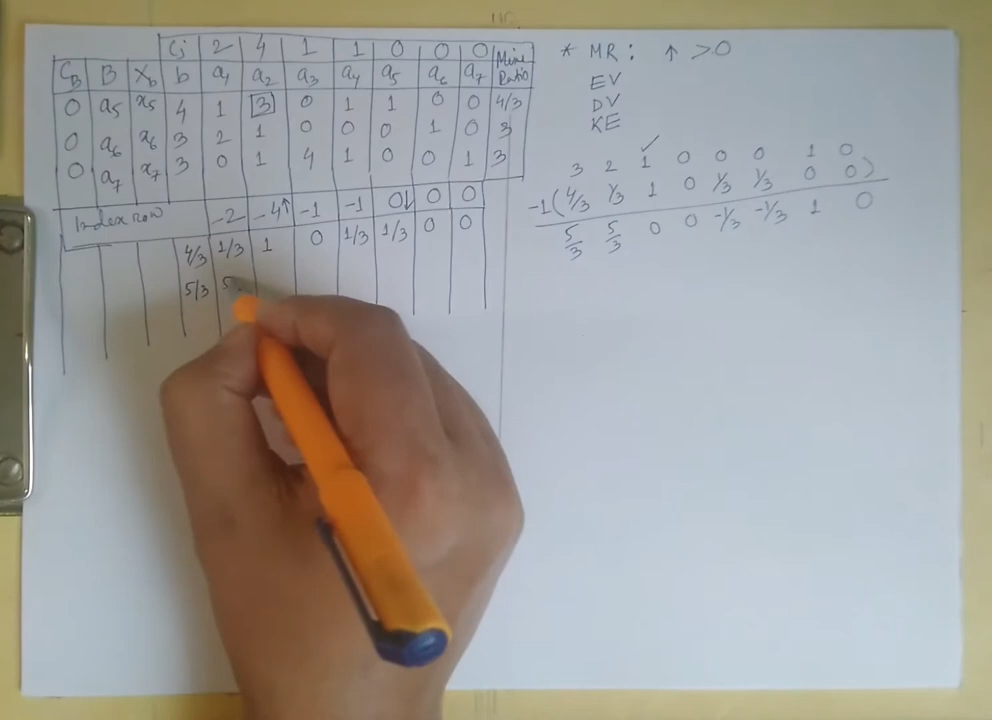 Cj 2 4 1 1 0 0 0 Mini Ratio
CB B Xb b a1 a2 a3 a4 a5 a6 a7
0 a5 x5 4 1 3 0 1 1 0 0 4/3
0 a6 x6 3 2 1 0 0 0 1 0 3
0 a7 x7 3 0 1 4 1 0 0 1 3
Index row -2 -4↑ -1 -1 0↓ 0 0
4/3 1/3 1 0 1/3 1/3 0 0
5/3 5
* MR: ↑ >0
EV
DV
KE
✓
3 2 1 0 0 0 1 0
-1(4/3 1/3 1 0 1/3 1/3 0 0)
5/3 5/3 0 0 -1/3 -1/3 1 0